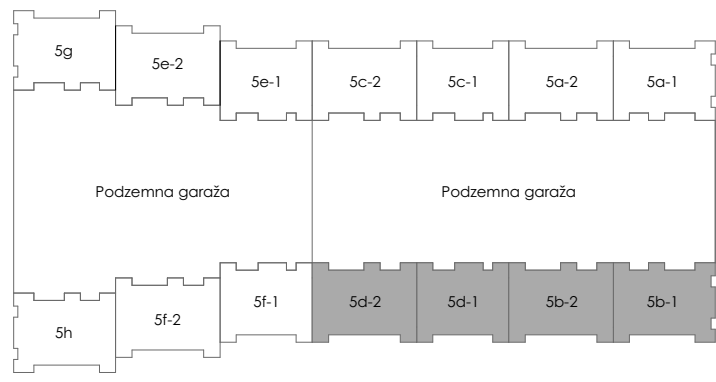 5g
5e-2
5e-1
5c-2
5c-1
5a-2
5a-1
Podzemna garaža
Podzemna garaža
5h
5f-2
5f-1
5d-2
5d-1
5b-2
5b-1